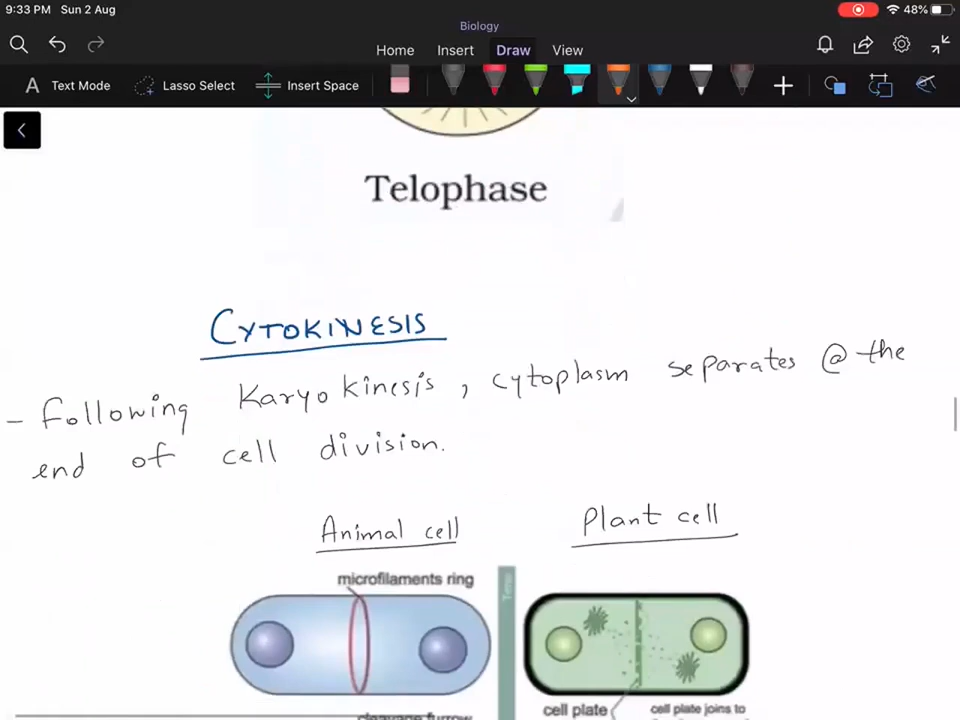 9:33 PM Sun 2 Aug
48%
Biology
Home Insert Draw View
Text Mode Lasso Select Insert Space
Telophase
CYTOKINESIS
- Following Karyokinesis, cytoplasm separates @ the
end of cell division.
Animal cell Plant cell
microfilaments ring
cell plate cell plate joins to
cleavage furrow